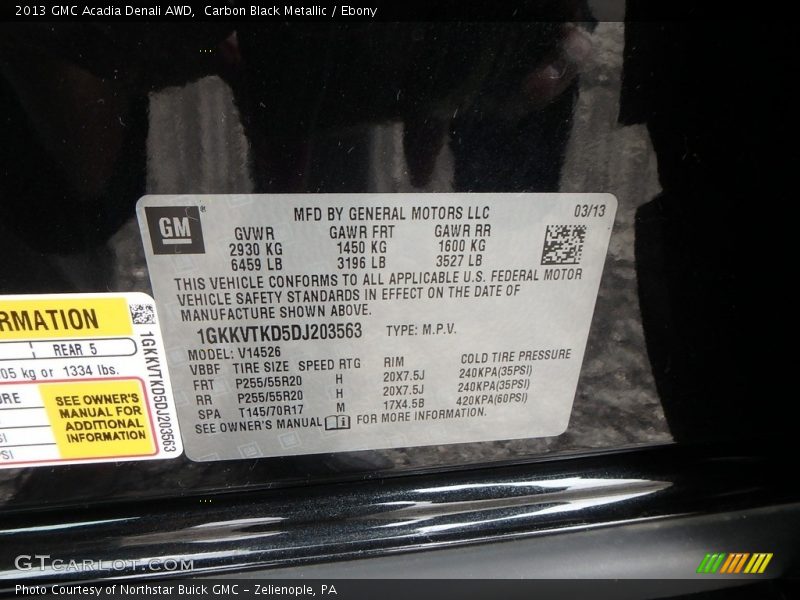 2013 GMC Acadia Denali AWD, Carbon Black Metallic / Ebony
GM
MFD BY GENERAL MOTORS LLC 03/13
GVWR GAWR FRT GAWR RR
2930 KG 1450 KG 1600 KG
6459 LB 3196 LB 3527 LB
THIS VEHICLE CONFORMS TO ALL APPLICABLE U.S. FEDERAL MOTOR
VEHICLE SAFETY STANDARDS IN EFFECT ON THE DATE OF
MANUFACTURE SHOWN ABOVE.
1GKKVTKD5DJ203563 TYPE: M.P.V.
MODEL: V14526
VBBF TIRE SIZE SPEED RTG RIM COLD TIRE PRESSURE
FRT P255/55R20 H 20X7.5J 240KPA(35PSI)
RR P255/55R20 H 20X7.5J 240KPA(35PSI)
SPA T145/70R17 M 17X4.5B 420KPA(60PSI)
SEE OWNER'S MANUAL FOR MORE INFORMATION.
RMATION
REAR 5
05 kg or 1334 lbs.
SEE OWNER'S
MANUAL FOR
ADDITIONAL
INFORMATION
1GKKVTKD5DJ203563
GTcarlot.com
Photo Courtesy of Northstar Buick GMC - Zelienople, PA